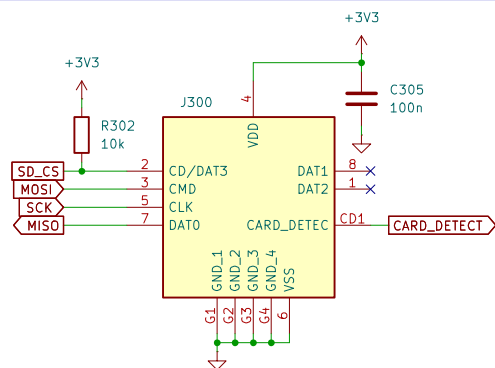 +3V3
+3V3
C305
100n
J300
4
VDD
R302
10k
SD_CS 2 CD/DAT3 DAT1 8
MOSI 3 CMD DAT2 1
SCK 5 CLK
MISO 7 DAT0 CARD_DETEC CD1 CARD_DETECT
GND_1 GND_2 GND_3 GND_4 VSS
G1 G2 G3 G4 6